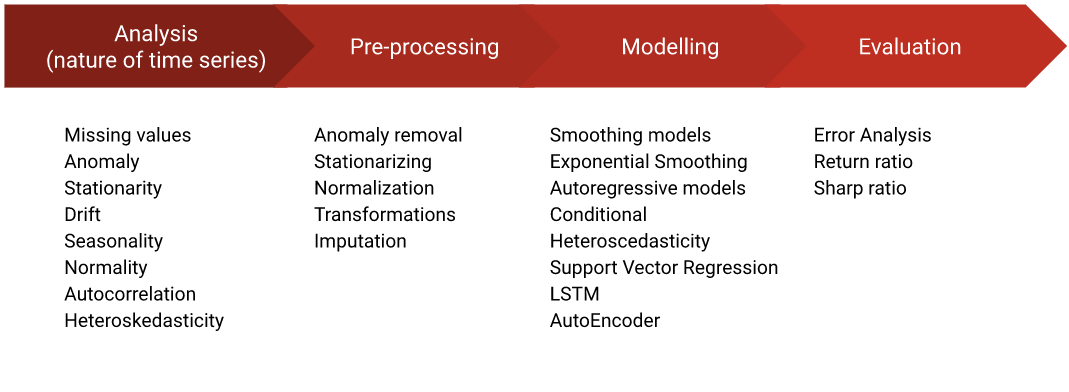 Analysis
(nature of time series)
Pre-processing
Modelling
Evaluation
Missing values
Anomaly
Stationarity
Drift
Seasonality
Normality
Autocorrelation
Heteroskedasticity
Anomaly removal
Stationarizing
Normalization
Transformations
Imputation
Smoothing models
Exponential Smoothing
Autoregressive models
Conditional
Heteroscedasticity
Support Vector Regression
LSTM
AutoEncoder
Error Analysis
Return ratio
Sharp ratio